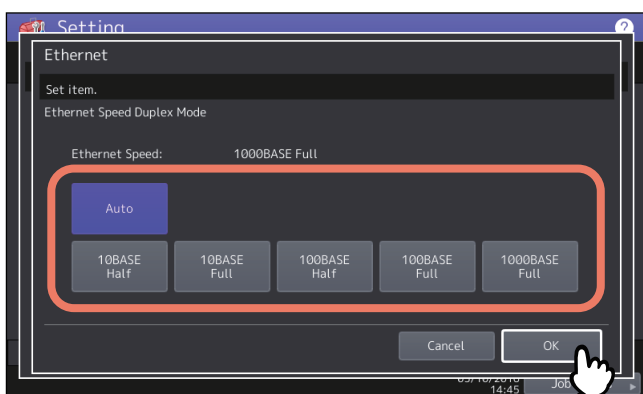 Setting
?
Ethernet
Set item.
Ethernet Speed Duplex Mode
Ethernet Speed: 1000BASE Full
Auto
10BASE Half
10BASE Full
100BASE Half
100BASE Full
1000BASE Full
Cancel
OK
14:45
Job